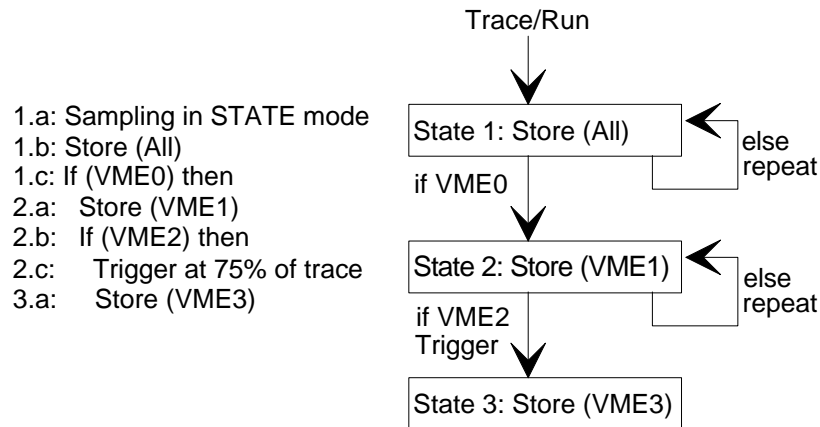 1.a: Sampling in STATE mode
1.b: Store (All)
1.c: If (VME0) then
2.a: Store (VME1)
2.b: If (VME2) then
2.c: Trigger at 75% of trace
3.a: Store (VME3)
Trace/Run
State 1: Store (All)
else
repeat
if VME0
State 2: Store (VME1)
else
repeat
if VME2
Trigger
State 3: Store (VME3)